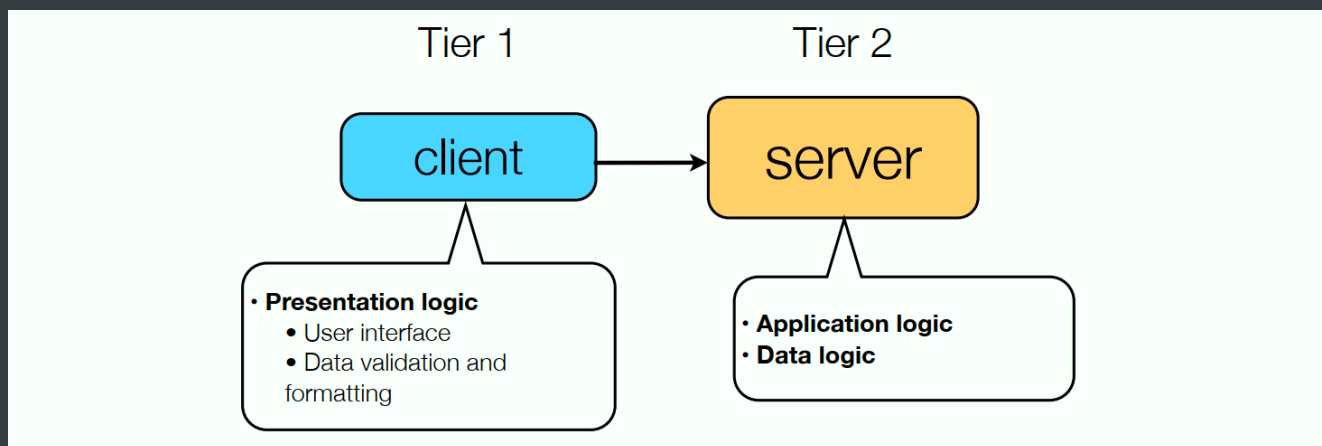 Tier 1
Tier 2
client
server
• Presentation logic
• User interface
• Data validation and
formatting
• Application logic
• Data logic